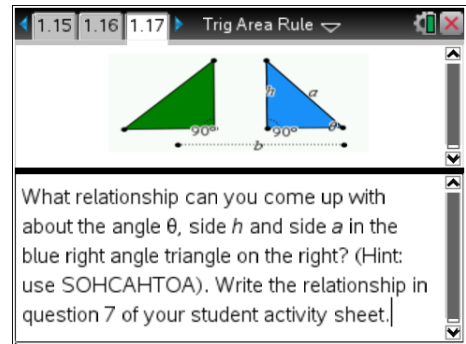 1.15 1.16 1.17 Trig Area Rule
h a
90° 90° θ
b
What relationship can you come up with
about the angle θ, side h and side a in the
blue right angle triangle on the right? (Hint:
use SOHCAHTOA). Write the relationship in
question 7 of your student activity sheet.